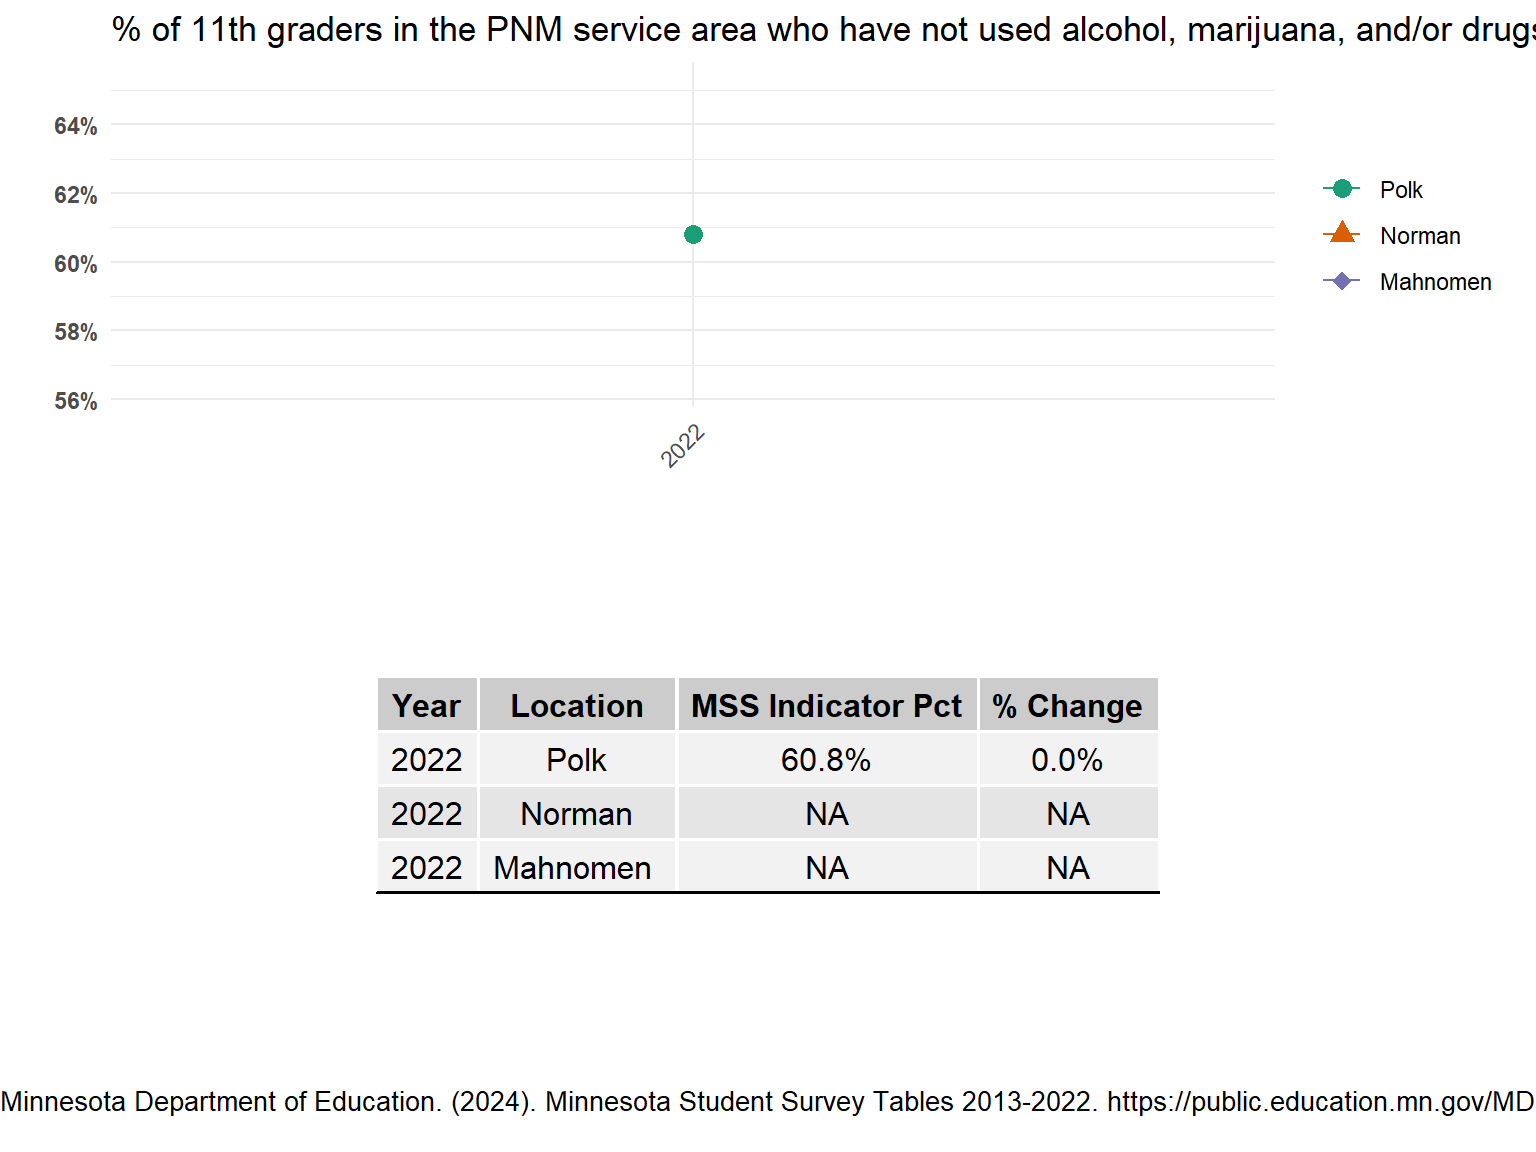 % of 11th graders in the PNM service area who have not used alcohol, marijuana, and/or drugs
64%
62%
60%
58%
56%
2022
Polk
Norman
Mahnomen
Year Location MSS Indicator Pct % Change
2022 Polk 60.8% 0.0%
2022 Norman NA NA
2022 Mahnomen NA NA
Minnesota Department of Education. (2024). Minnesota Student Survey Tables 2013-2022. https://public.education.mn.gov/MD